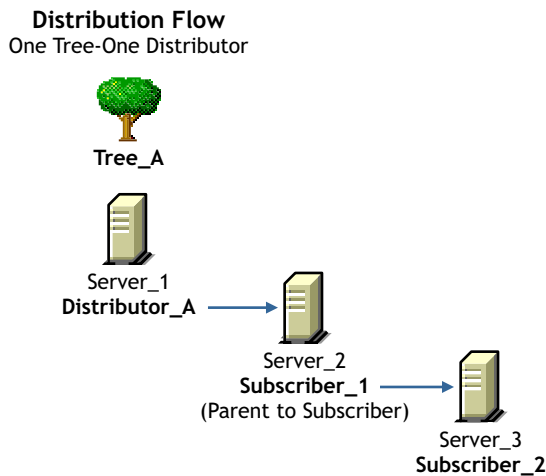 Distribution Flow
One Tree-One Distributor
Tree_A
Server_1
Distributor_A
Server_2
Subscriber_1
(Parent to Subscriber)
Server_3
Subscriber_2